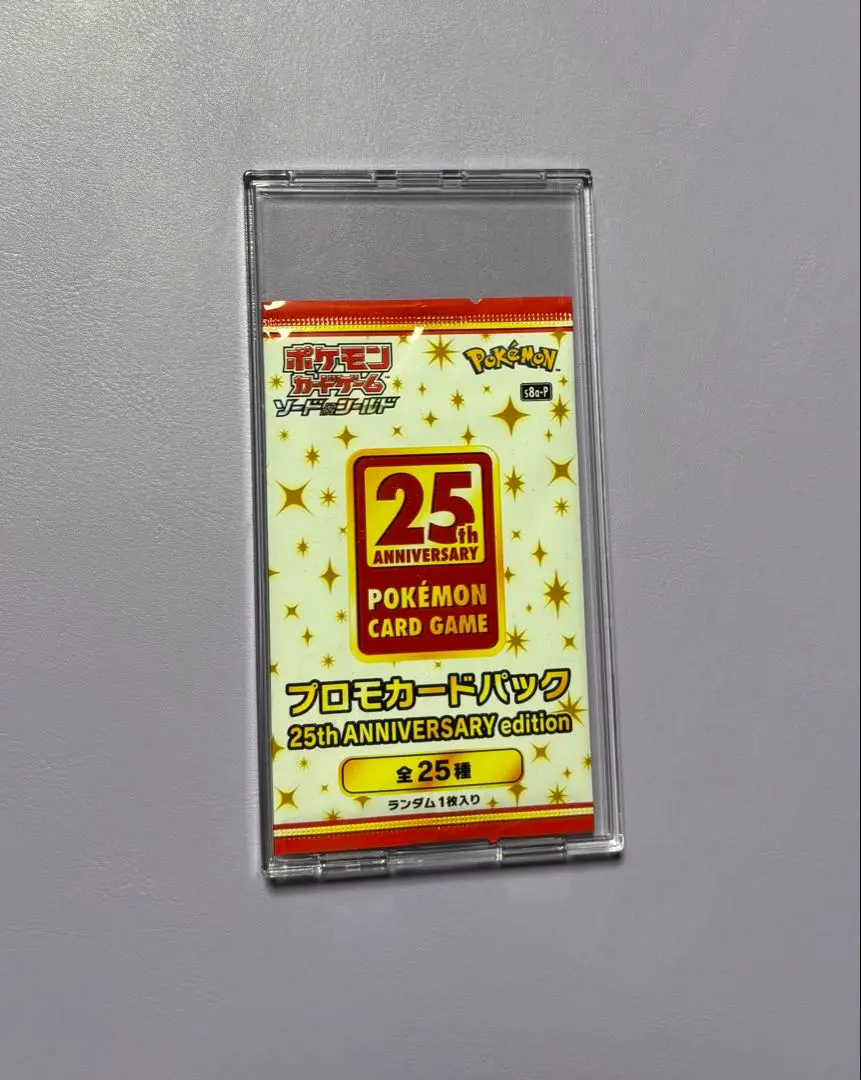 ポケモン
カードゲーム
ソード&シールド
POKÉMON
s8a-P
25th
ANNIVERSARY
POKÉMON
CARD GAME
プロモカードパック
25th ANNIVERSARY edition
全25種
ランダム1枚入り